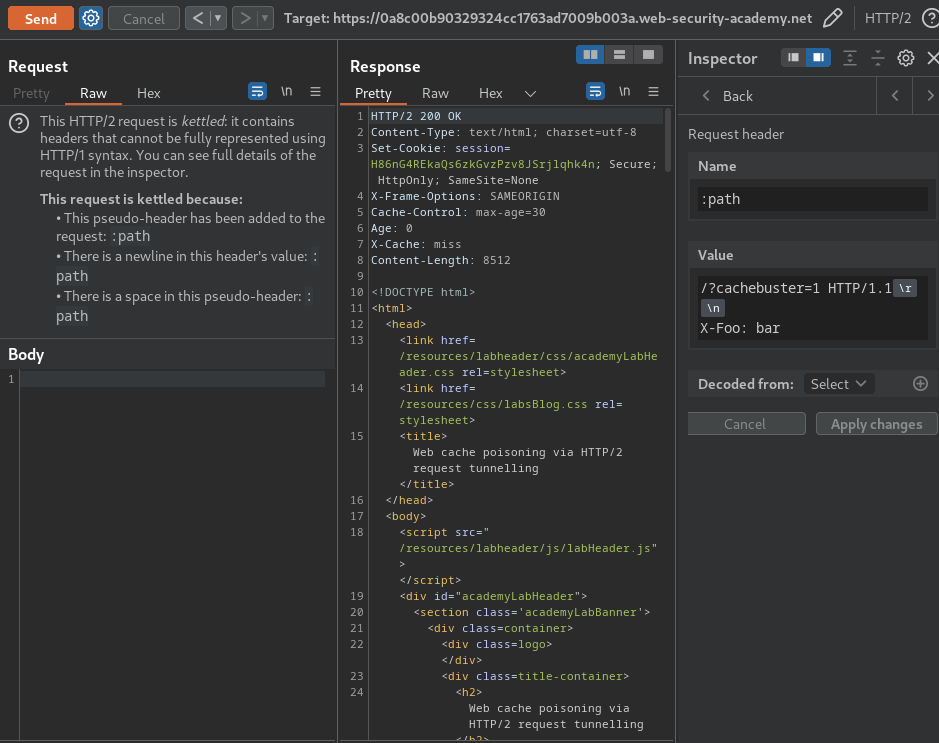 Send
Cancel
Target: https://0a8c00b90329324cc1763ad7009b003a.web-security-academy.net
HTTP/2
Request
Pretty
Raw
Hex
\n
This HTTP/2 request is kettled: it contains
headers that cannot be fully represented using
HTTP/1 syntax. You can see full details of the
request in the inspector.
This request is kettled because:
• This pseudo-header has been added to the
request: :path
• There is a newline in this header's value: :
path
• There is a space in this pseudo-header: :
path
Body
1
Response
Pretty
Raw
Hex
\n
1 HTTP/2 200 OK
2 Content-Type: text/html; charset=utf-8
3 Set-Cookie: session=
H86nG4REkaQs6zkGvzPzv8JSrjlqhk4n; Secure;
HttpOnly; SameSite=None
4 X-Frame-Options: SAMEORIGIN
5 Cache-Control: max-age=30
6 Age: 0
7 X-Cache: miss
8 Content-Length: 8512
9
10 <!DOCTYPE html>
11 <html>
12 <head>
13 <link href=
/resources/labheader/css/academyLabHe
ader.css rel=stylesheet>
14 <link href=
/resources/css/labsBlog.css rel=
stylesheet>
15 <title>
Web cache poisoning via HTTP/2
request tunnelling
</title>
16 </head>
17 <body>
18 <script src="
/resources/labheader/js/labHeader.js"
>
</script>
19 <div id="academyLabHeader">
20 <section class='academyLabBanner'>
21 <div class=container>
22 <div class=logo>
</div>
23 <div class=title-container>
24 <h2>
Web cache poisoning via
HTTP/2 request tunnelling
</h2>
Inspector
Back
Request header
Name
:path
Value
/?cachebuster=1 HTTP/1.1 \r
\n
X-Foo: bar
Decoded from:
Select
Cancel
Apply changes